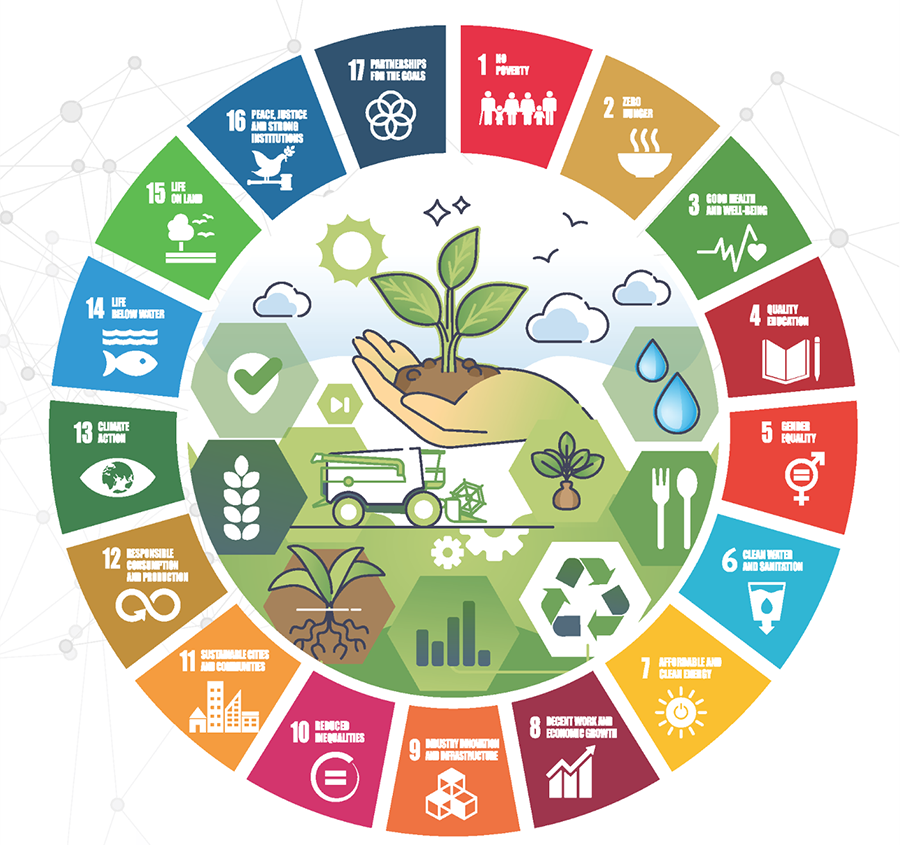 1 NO
POVERTY
2 ZERO
HUNGER
3 GOOD HEALTH
AND WELL-BEING
4 QUALITY
EDUCATION
5 GENDER
EQUALITY
6 CLEAN WATER
AND SANITATION
7 AFFORDABLE AND
CLEAN ENERGY
8 DECENT WORK AND
ECONOMIC GROWTH
9 INDUSTRY INNOVATION
AND INFRASTRUCTURE
10 REDUCED
INEQUALITIES
11 SUSTAINABLE CITIES
AND COMMUNITIES
12 RESPONSIBLE
CONSUMPTION
AND PRODUCTION
13 CLIMATE
ACTION
14 LIFE
BELOW WATER
15 LIFE
ON LAND
16 PEACE, JUSTICE
AND STRONG
INSTITUTIONS
17 PARTNERSHIPS
FOR THE GOALS